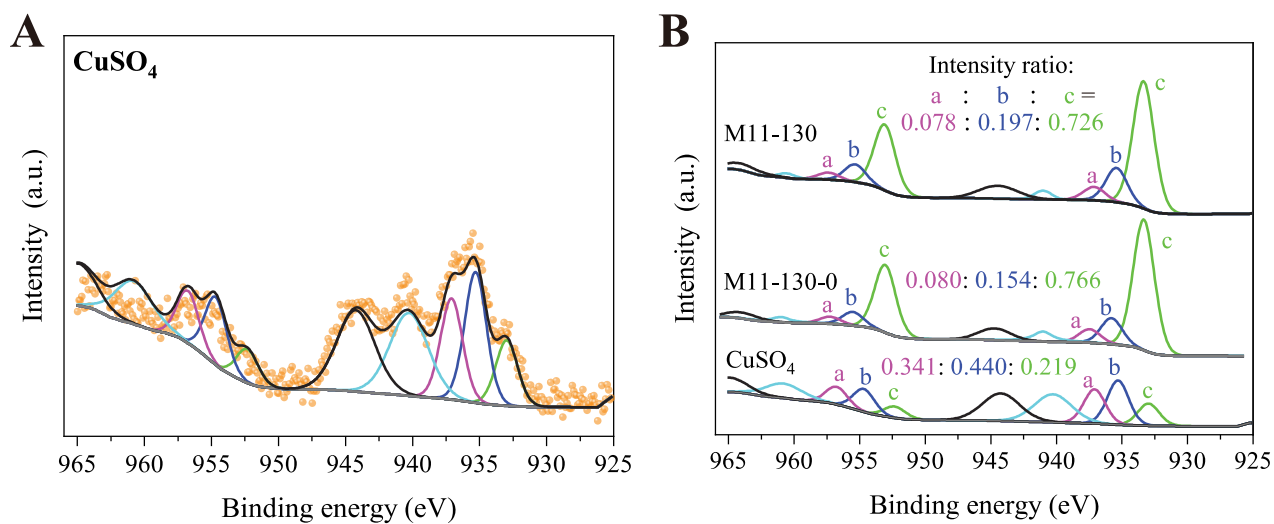 A
CuSO4
Intensity (a.u.)
965 960 955 950 945 940 935 930 925
Binding energy (eV)
B
Intensity ratio:
a : b : c =
0.078 : 0.197: 0.726
M11-130
a b c a b c
M11-130-0
0.080: 0.154: 0.766
a b c a b c
CuSO4
0.341: 0.440: 0.219
a b c a b c
Intensity (a.u.)
965 960 955 950 945 940 935 930 925
Binding energy (eV)